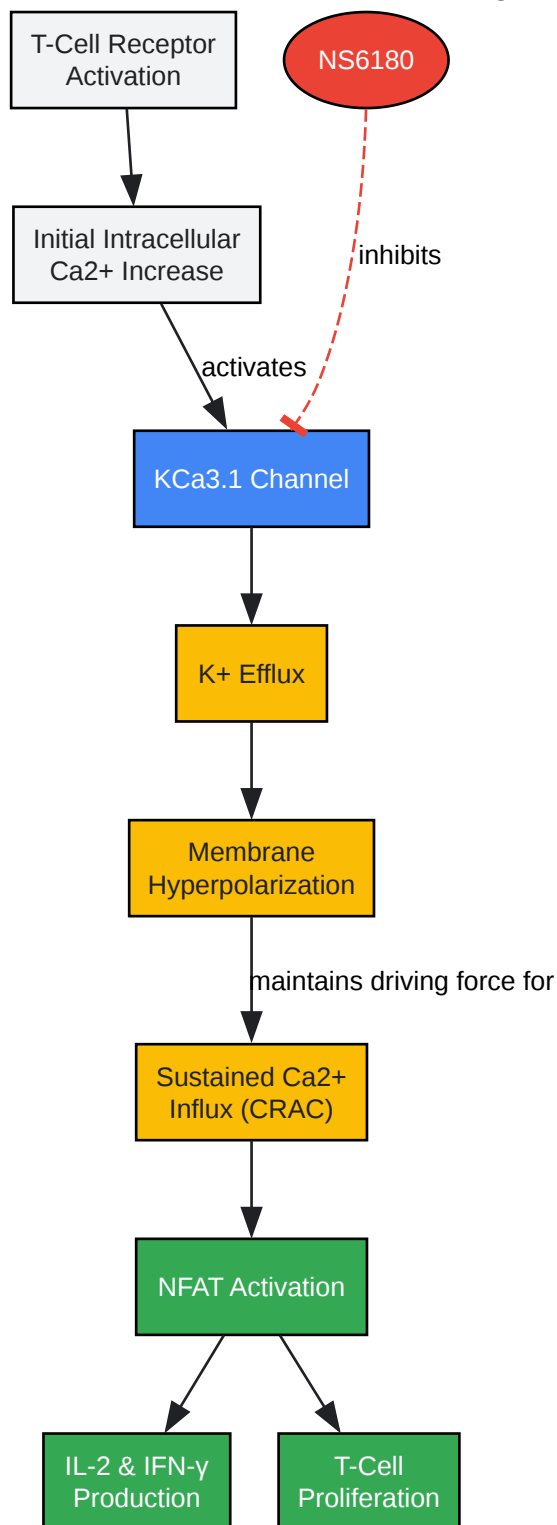 T-Cell Receptor
Activation
NS6180
Initial Intracellular
Ca2+ Increase
inhibits
activates
KCa3.1 Channel
K+ Efflux
Membrane
Hyperpolarization
maintains driving force for
Sustained Ca2+
Influx (CRAC)
NFAT Activation
IL-2 & IFN-γ
Production
T-Cell
Proliferation